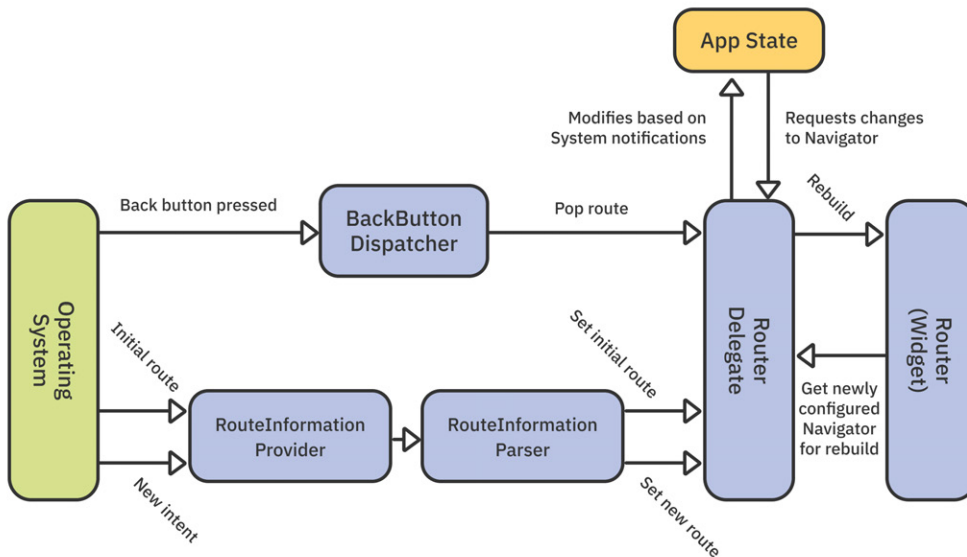 App State
Modifies based on
System notifications
Requests changes
to Navigator
Back button pressed
BackButton
Dispatcher
Pop route
Rebuild
Operating
System
Router
Delegate
Router
(Widget)
Initial route
Set initial route
Get newly
configured
Navigator
for rebuild
RouteInformation
Provider
RouteInformation
Parser
New intent
Set new route